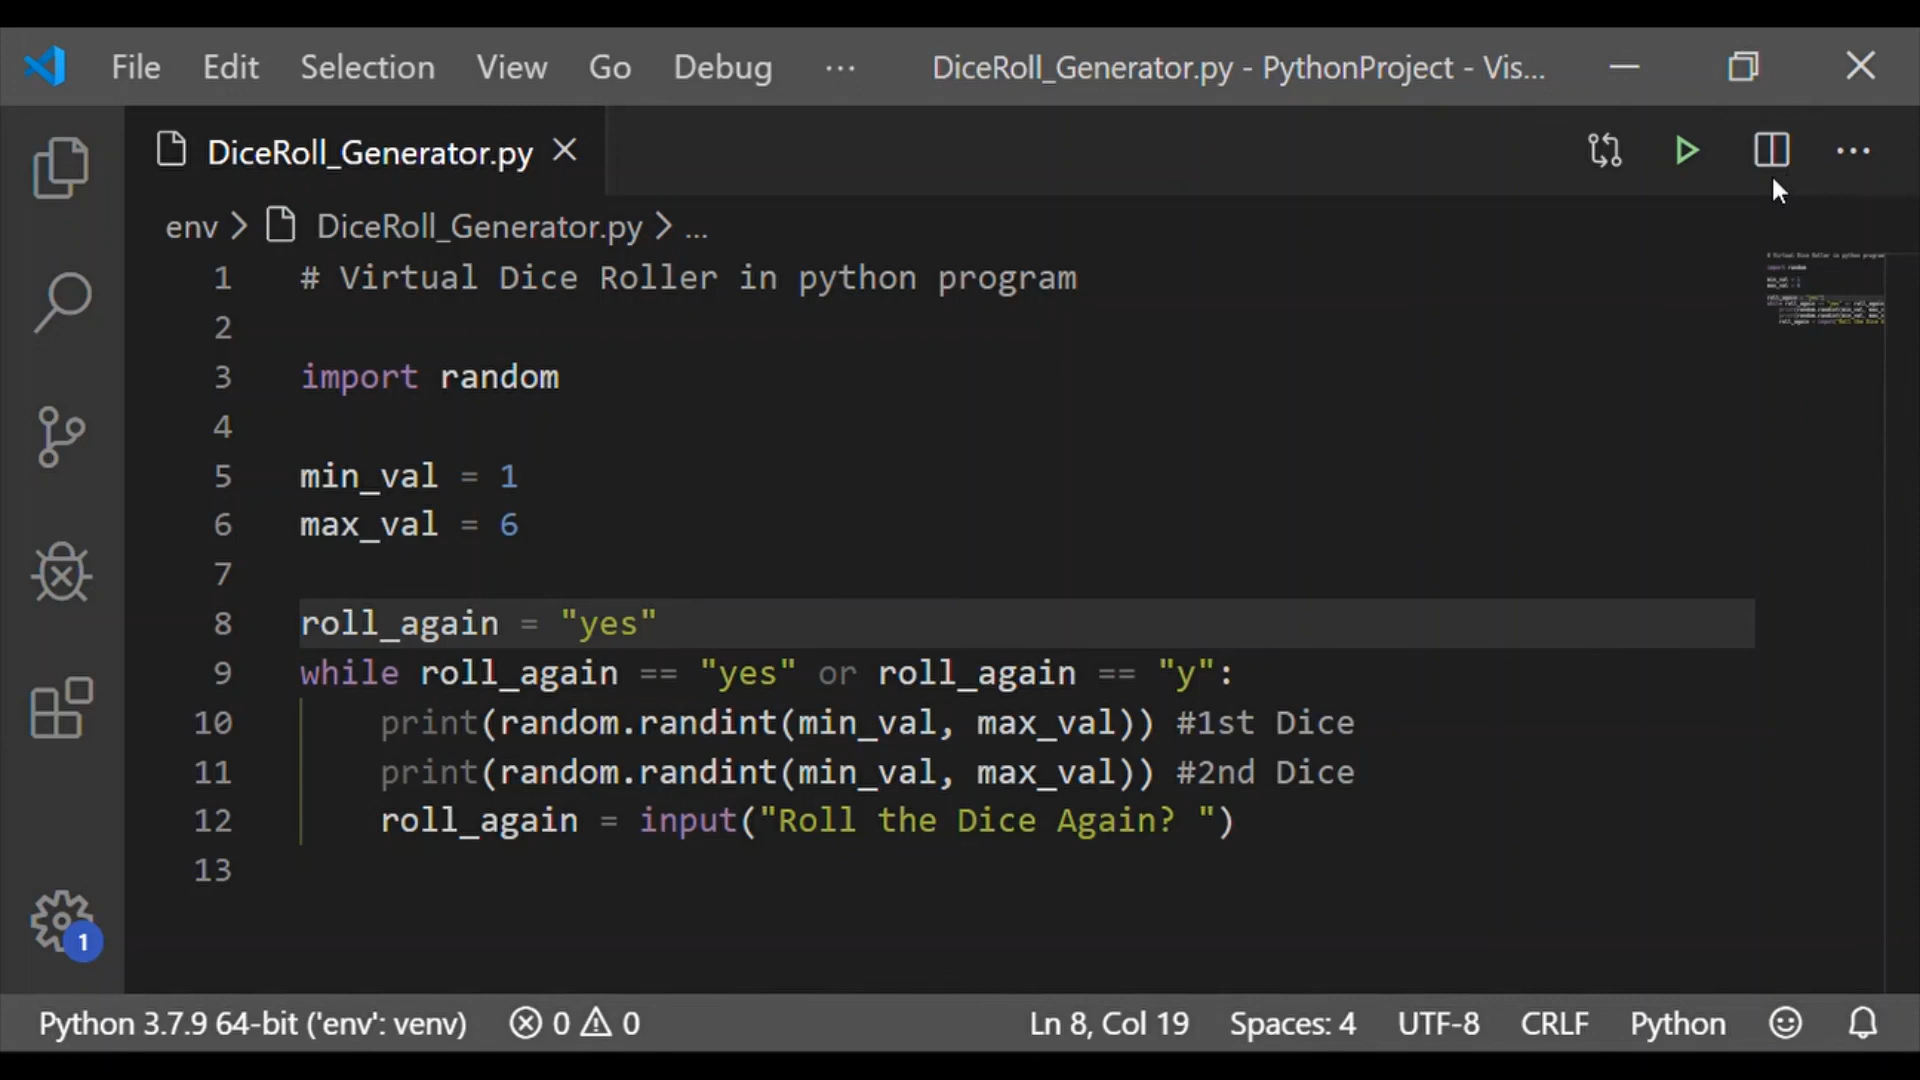 File Edit Selection View Go Debug ··· DiceRoll_Generator.py - PythonProject - Vis...
DiceRoll_Generator.py
env > DiceRoll_Generator.py > ...
1 # Virtual Dice Roller in python program
2
3 import random
4
5 min_val = 1
6 max_val = 6
7
8 roll_again = "yes"
9 while roll_again == "yes" or roll_again == "y":
10 print(random.randint(min_val, max_val)) #1st Dice
11 print(random.randint(min_val, max_val)) #2nd Dice
12 roll_again = input("Roll the Dice Again? ")
13
1
Python 3.7.9 64-bit ('env': venv) 0 0 Ln 8, Col 19 Spaces: 4 UTF-8 CRLF Python